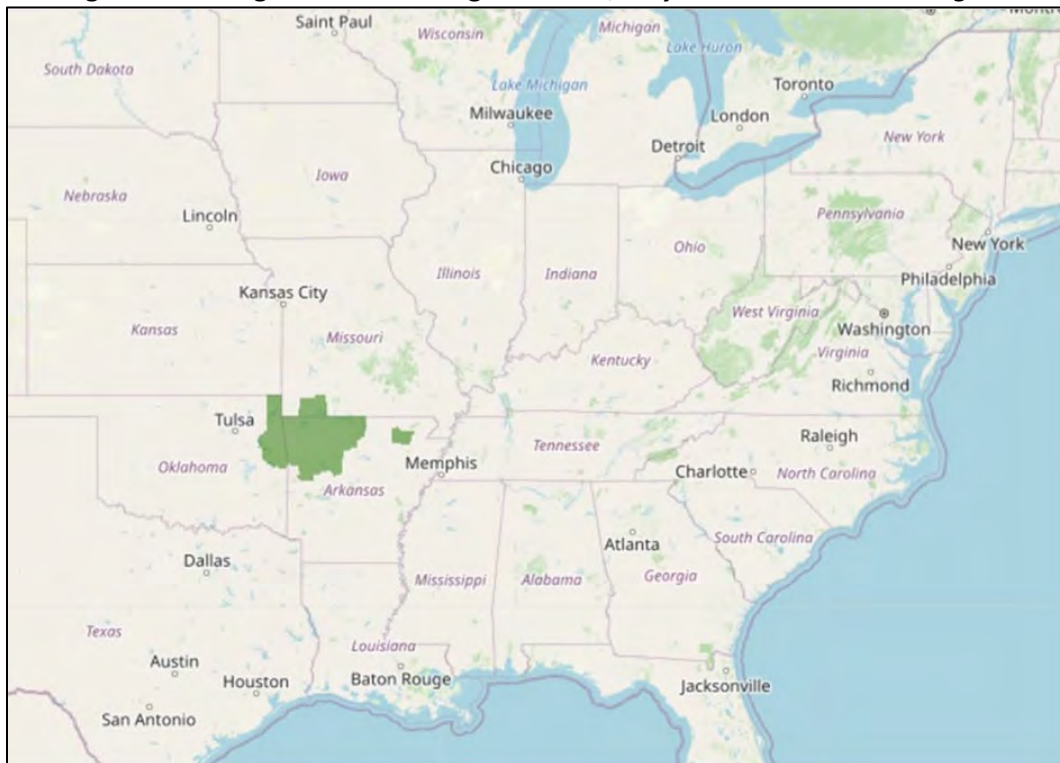 Montr
Saint Paul
Wisconsin
Michigan
Lake Huron
South Dakota
Toronto
Lake Michigan
Milwaukee
London
New York
Detroit
Chicago
Iowa
Nebraska
Lincoln
Pennsylvania
New York
Ohio
Illinois
Indiana
Philadelphia
Kansas City
West Virginia
Washington
Kansas
Missouri
Virginia
Kentucky
Richmond
Tulsa
Raleigh
Tennessee
Oklahoma
Memphis
Charlotte
North Carolina
Arkansas
South Carolina
Atlanta
Dallas
Mississippi
Alabama
Georgia
Texas
Louisiana
Austin
Baton Rouge
Houston
Jacksonville
San Antonio